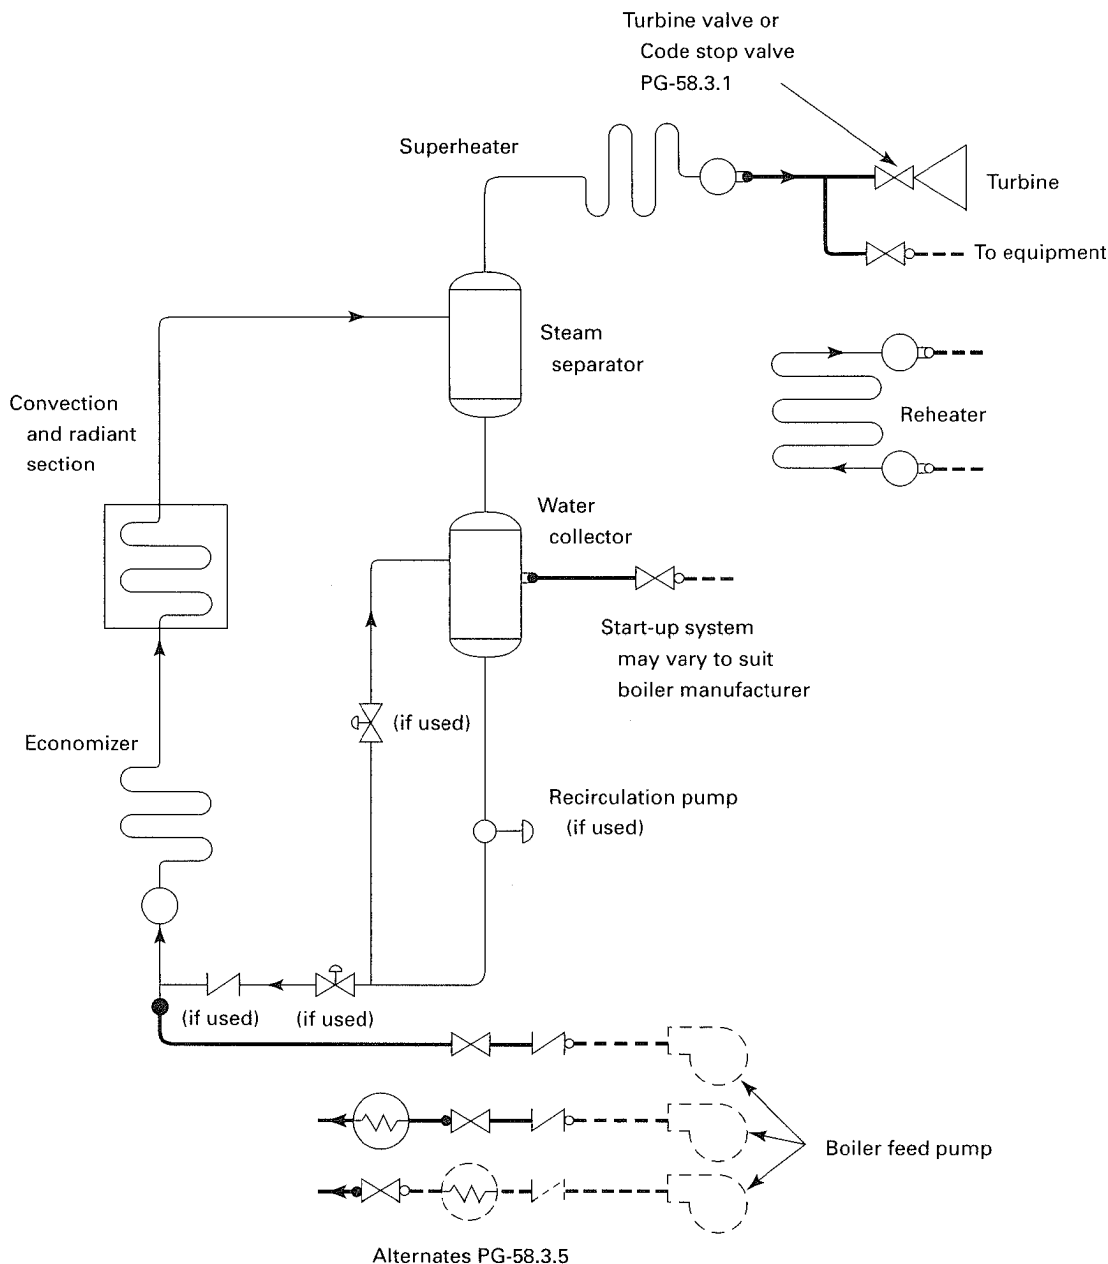 Turbine valve or
Code stop valve
PG-58.3.1
Superheater
Turbine
To equipment
Steam
separator
Convection
and radiant
section
Reheater
Water
collector
Start-up system
may vary to suit
boiler manufacturer
(if used)
Economizer
Recirculation pump
(if used)
(if used)
(if used)
Boiler feed pump
Alternates PG-58.3.5